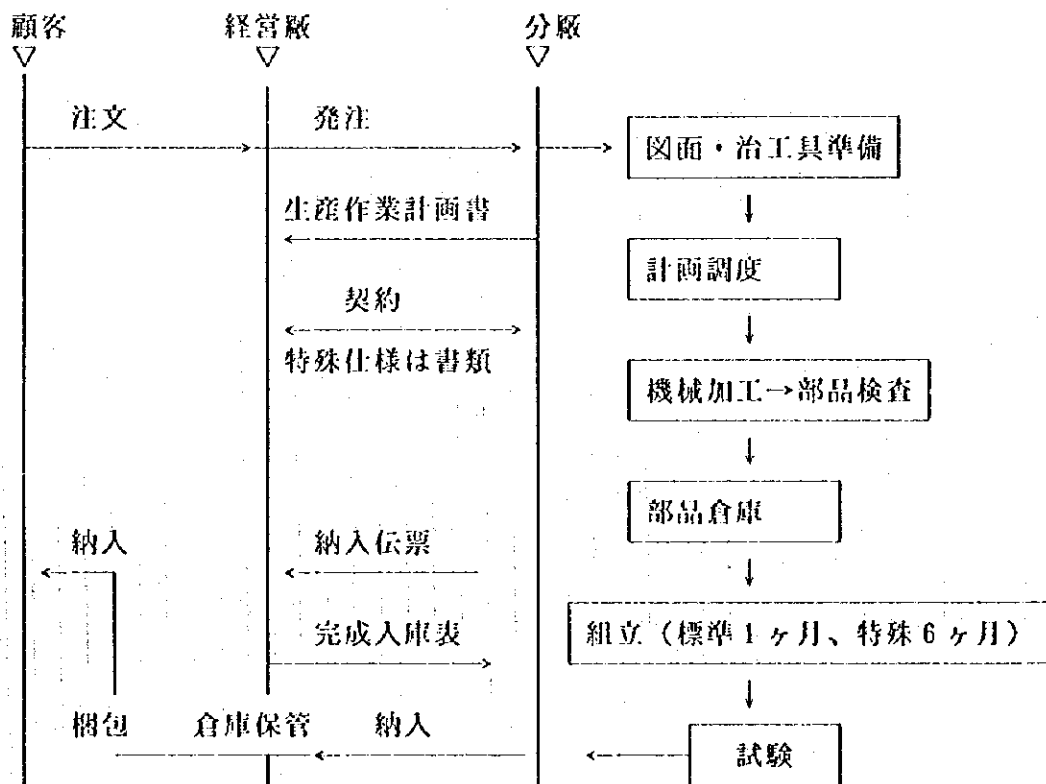 顧客 経営廠 分廠
注文 発注
図面・治工具準備
生産作業計画書
計画調度
契約
特殊仕様は書類
機械加工→部品検査
部品倉庫
納入 納入伝票
完成入庫表
組立（標準1ヶ月、特殊6ヶ月）
梱包 倉庫保管 納入
試験